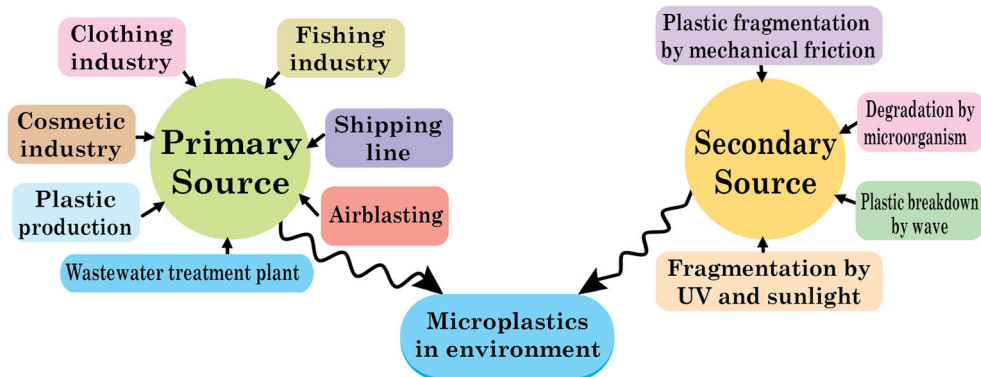 Clothing
industry
Fishing
industry
Cosmetic
industry
Primary
Source
Shipping
line
Plastic
production
Airblasting
Wastewater treatment plant
Plastic fragmentation
by mechanical friction
Secondary
Source
Degradation by
microorganism
Plastic breakdown
by wave
Fragmentation by
UV and sunlight
Microplastics
in environment